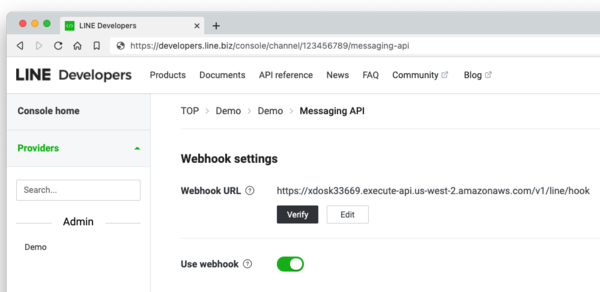 LINE Developers
https://developers.line.biz/console/channel/123456789/messaging-api
LINE Developers Products Documents API reference News FAQ Community Blog
Console home
TOP > Demo > Demo > Messaging API
Providers
Webhook settings
Search...
Webhook URL ? https://xdosk33669.execute-api.us-west-2.amazonaws.com/v1/line/hook
Admin
Verify Edit
Demo
Use webhook ?